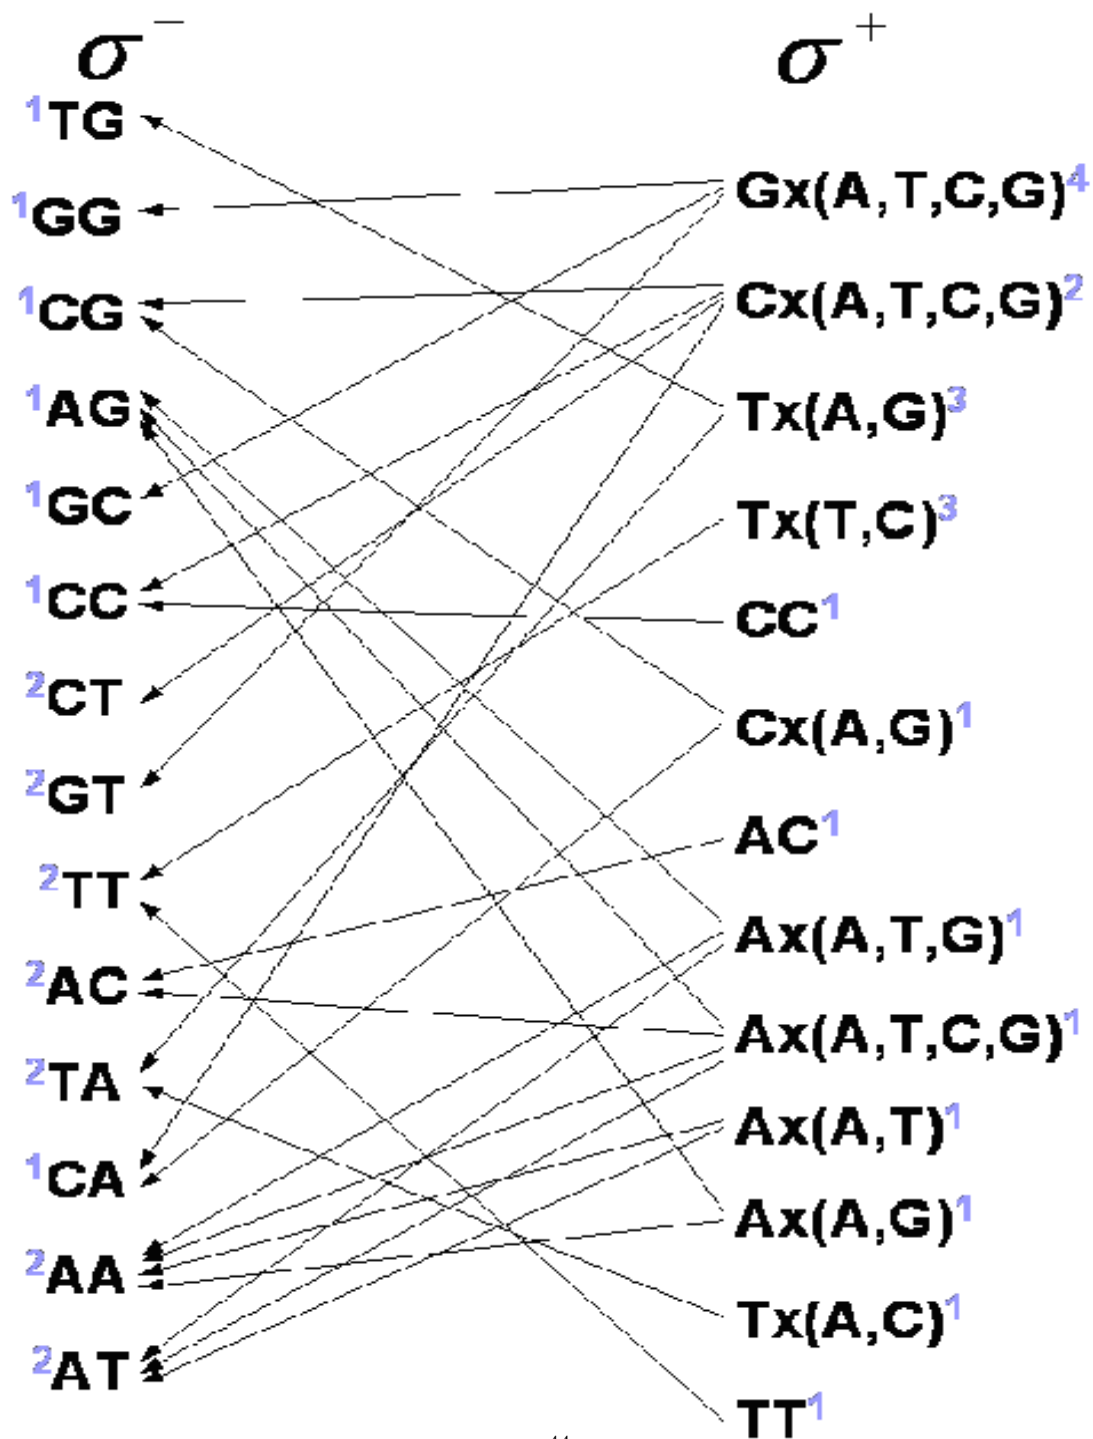 σ⁻
σ⁺
¹TG
¹GG
¹CG
¹AG
¹GC
¹CC
²CT
²GT
²TT
²AC
²TA
¹CA
²AA
²AT
Gx(A,T,C,G)⁴
Cx(A,T,C,G)²
Tx(A,G)³
Tx(T,C)³
CC¹
Cx(A,G)¹
AC¹
Ax(A,T,G)¹
Ax(A,T,C,G)¹
Ax(A,T)¹
Ax(A,G)¹
Tx(A,C)¹
TT¹